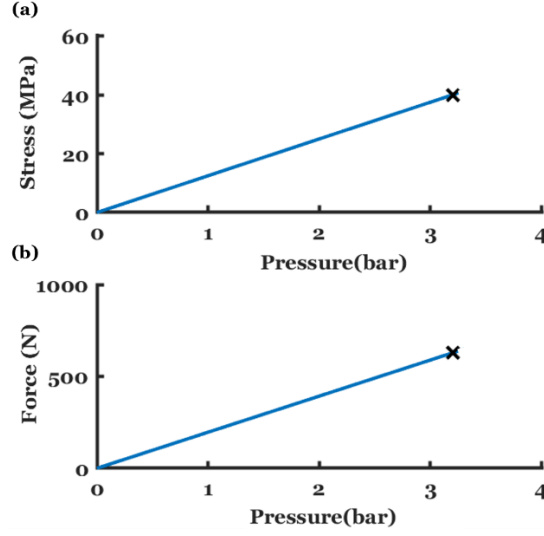 (a)
Stress (MPa)
60
40
20
0
0 1 2 3 4
Pressure(bar)
(b)
Force (N)
1000
500
0
0 1 2 3 4
Pressure(bar)